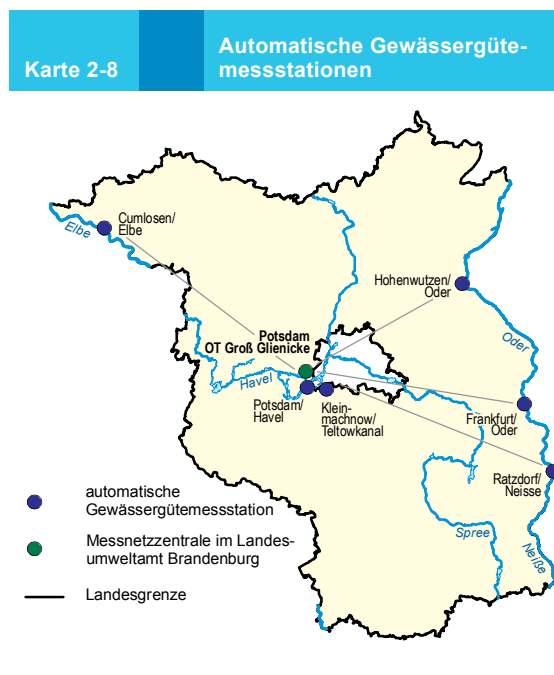 Karte 2-8
Automatische Gewässergüte-
messstationen
Cumlosen/
Elbe
Elbe
Hohenwutzen/
Oder
Potsdam
OT Groß Glienicke
Oder
Havel
Potsdam/
Havel
Klein-
machnow/
Teltowkanal
Frankfurt/
Oder
Ratzdorf/
Neisse
Spree
Neiße
automatische
Gewässergütemessstation
Messnetzzentrale im Landes-
umweltamt Brandenburg
Landesgrenze